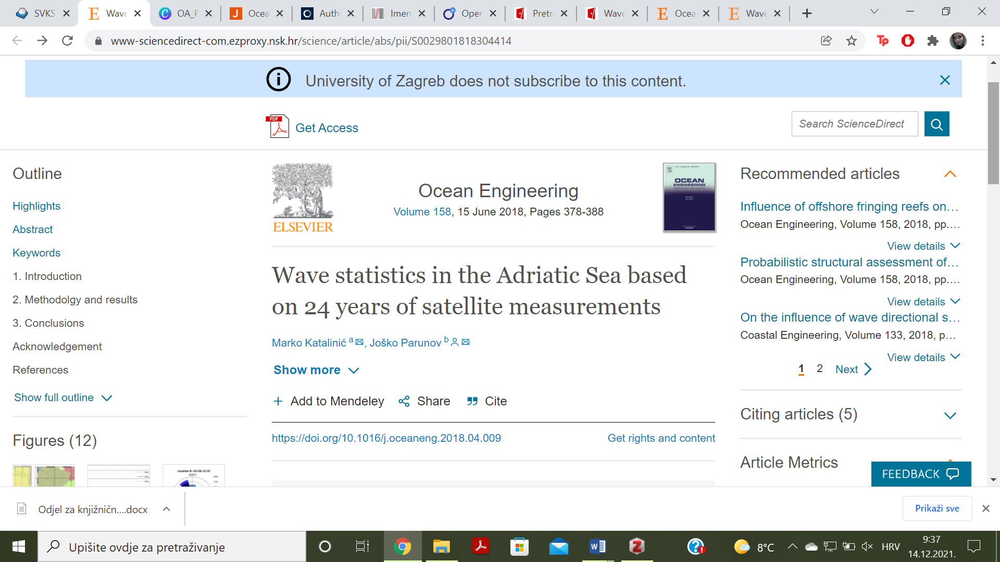 SVKS
Wave
OA_P
Ocea
Autho
Imen
Open
Pretra
Wave
Ocea
Wave
www-sciencedirect-com.ezproxy.nsk.hr/science/article/abs/pii/S0029801818304414
University of Zagreb does not subscribe to this content.
PDF
Get Access
Search ScienceDirect
Outline
Highlights
Abstract
Keywords
1. Introduction
2. Methodolgy and results
3. Conclusions
Acknowledgement
References
Show full outline
Figures (12)
ELSEVIER
Ocean Engineering
Volume 158, 15 June 2018, Pages 378-388
OCEAN
ENGINEERING
Wave statistics in the Adriatic Sea based
on 24 years of satellite measurements
Marko Katalinić a, Joško Parunov b
Show more
Add to Mendeley Share Cite
https://doi.org/10.1016/j.oceaneng.2018.04.009
Get rights and content
Recommended articles
Influence of offshore fringing reefs on…
Ocean Engineering, Volume 158, 2018, pp.…
View details
Probabilistic structural assessment of…
Ocean Engineering, Volume 158, 2018, pp.…
View details
On the influence of wave directional s…
Coastal Engineering, Volume 133, 2018, p…
View details
1 2 Next
Citing articles (5)
Article Metrics
FEEDBACK
Odjel za knjižničn....docx
Prikaži sve
Upišite ovdje za pretraživanje
8°C
HRV
9:37
14.12.2021.